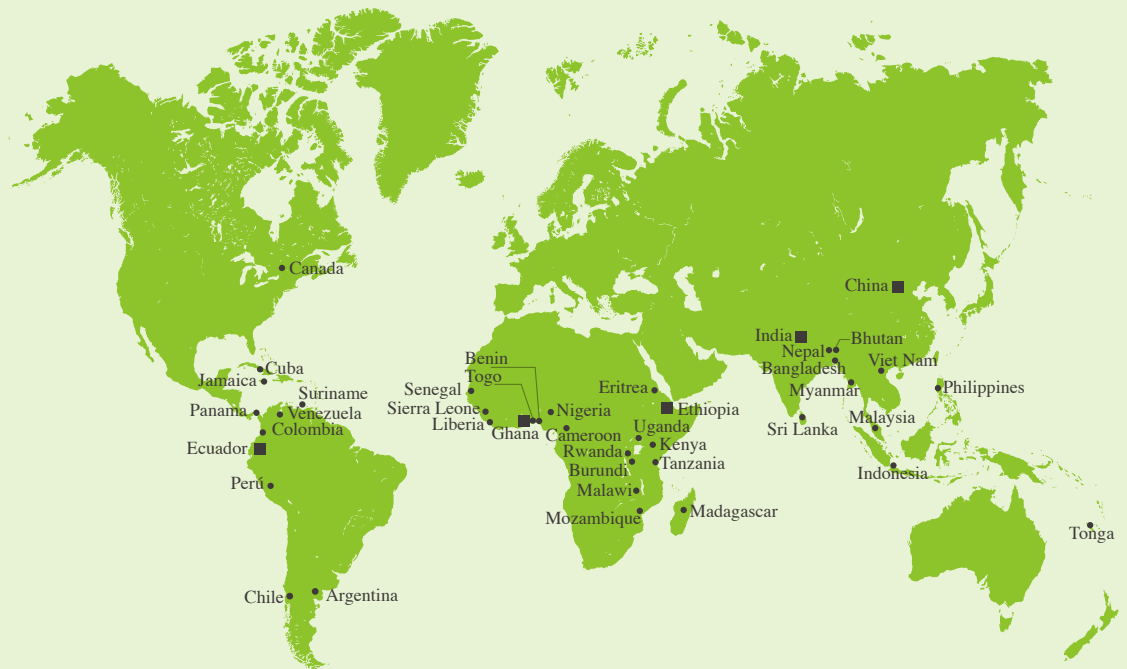 Canada
China
India
Bhutan
Nepal
Viet Nam
Bangladesh
Benin
Cuba
Togo
Jamaica
Senegal
Eritrea
Myanmar
Philippines
Suriname
Panama
Venezuela
Sierra Leone
Nigeria
Ethiopia
Liberia
Colombia
Ghana
Cameroon
Uganda
Sri Lanka
Malaysia
Ecuador
Kenya
Rwanda
Tanzania
Burundi
Indonesia
Perú
Malawi
Mozambique
Madagascar
Tonga
Chile
Argentina